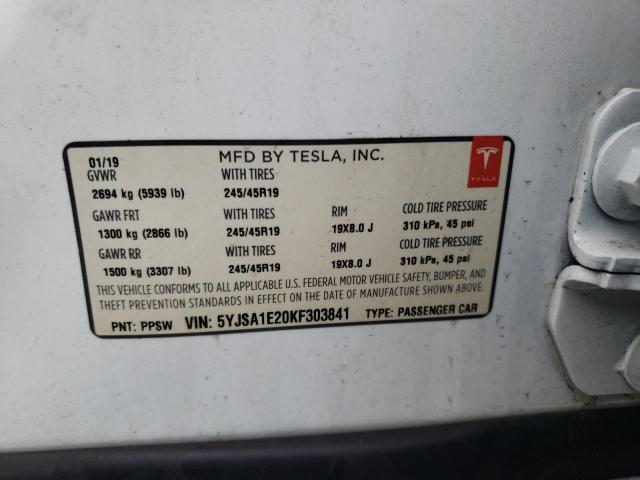 01/19 MFD BY TESLA, INC.
GVWR WITH TIRES
2694 kg (5939 lb) 245/45R19
GAWR FRT WITH TIRES RIM COLD TIRE PRESSURE
1300 kg (2866 lb) 245/45R19 19X8.0 J 310 kPa, 45 psi
GAWR RR WITH TIRES RIM COLD TIRE PRESSURE
1500 kg (3307 lb) 245/45R19 19X8.0 J 310 kPa, 45 psi
THIS VEHICLE CONFORMS TO ALL APPLICABLE U.S. FEDERAL MOTOR VEHICLE SAFETY, BUMPER, AND
THEFT PREVENTION STANDARDS IN EFFECT ON THE DATE OF MANUFACTURE SHOWN ABOVE.
PNT: PPSW VIN: 5YJSA1E20KF303841 TYPE: PASSENGER CAR
TESLA